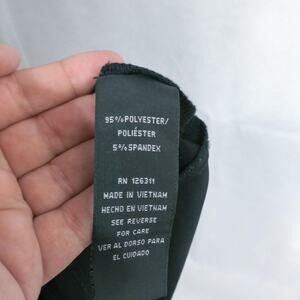 95% POLYESTER/
POLIÉSTER
5% SPANDEX
RN 126311
MADE IN VIETNAM
HECHO EN VIETNAM
SEE REVERSE
FOR CARE
VER AL DORSO PARA
EL CUIDADO